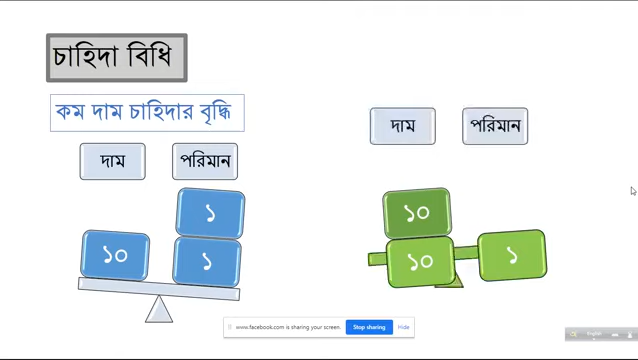 চাহিদা বিধি
কম দাম চাহিদার বৃদ্ধি
দাম পরিমান
১
১০ ১
দাম পরিমান
১০
১০ ১
www.facebook.com is sharing your screen. Stop sharing Hide
English